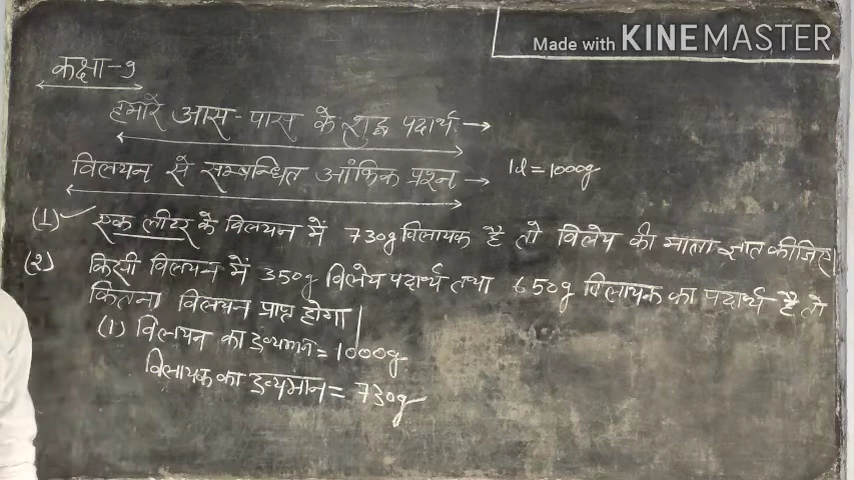 Made with KINEMASTER
कक्षा-9
हमारे आस-पास के शुद्ध पदार्थ →
विलयन से सम्बन्धित आंकिक प्रश्न → 1l = 1000g
(1) ✓ एक लीटर के विलयन में 730g विलायक है तो विलेय की मात्रा ज्ञात कीजिए
(2) किसी विलयन में 350g विलेय पदार्थ तथा 650g विलायक का पदार्थ है तो
कितना विलयन प्राप्त होगा।
(1) विलयन का द्रव्यमान = 1000g
विलायक का द्रव्यमान = 730g